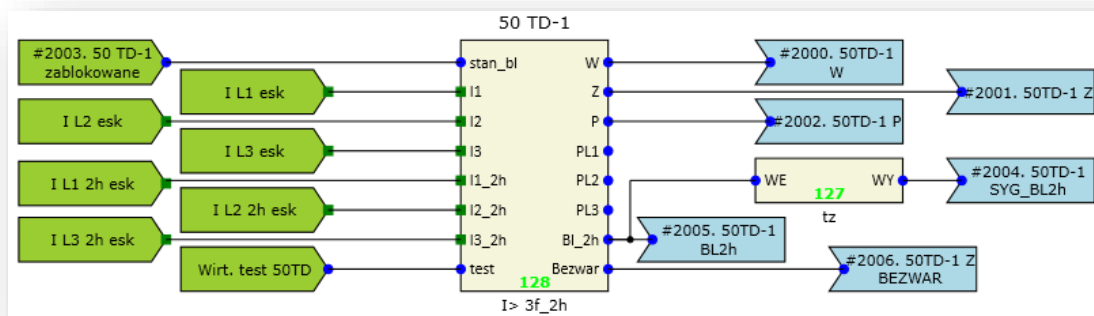 50 TD-1
#2003. 50 TD-1
zablokowane
I L1 esk
I L2 esk
I L3 esk
I L1 2h esk
I L2 2h esk
I L3 2h esk
Wirt. test 50TD
stan_bl
I1
I2
I3
I1_2h
I2_2h
I3_2h
test
W
Z
P
PL1
PL2
PL3
Bl_2h
Bezwar
128
I> 3f_2h
#2000. 50TD-1
W
#2001. 50TD-1 Z
#2002. 50TD-1 P
WE
WY
127
tz
#2004. 50TD-1
SYG_BL2h
#2005. 50TD-1
BL2h
#2006. 50TD-1 Z
BEZWAR